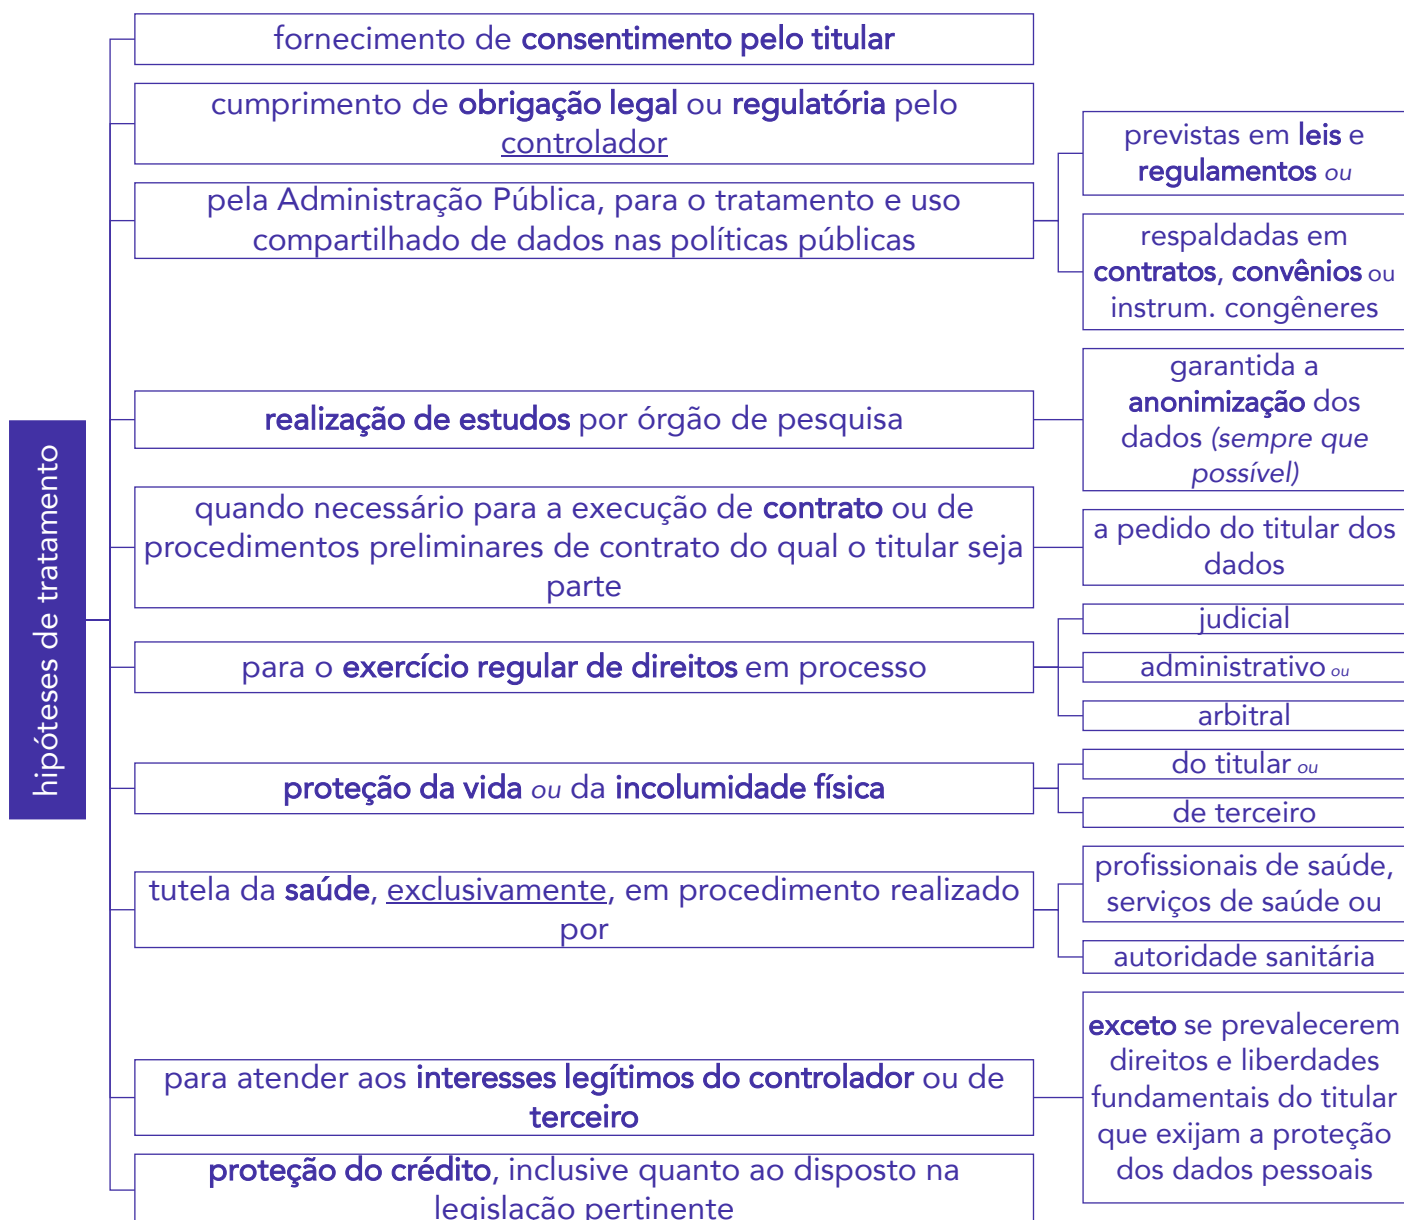 hipóteses de tratamento
fornecimento de consentimento pelo titular
cumprimento de obrigação legal ou regulatória pelo
controlador
pela Administração Pública, para o tratamento e uso
compartilhado de dados nas políticas públicas
previstas em leis e
regulamentos ou
respaldadas em
contratos, convênios ou
instrum. congêneres
realização de estudos por órgão de pesquisa
garantida a
anonimização dos
dados (sempre que
possível)
quando necessário para a execução de contrato ou de
procedimentos preliminares de contrato do qual o titular seja
parte
a pedido do titular dos
dados
para o exercício regular de direitos em processo
judicial
administrativo ou
arbitral
proteção da vida ou da incolumidade física
do titular ou
de terceiro
tutela da saúde, exclusivamente, em procedimento realizado
por
profissionais de saúde,
serviços de saúde ou
autoridade sanitária
para atender aos interesses legítimos do controlador ou de
terceiro
exceto se prevalecerem
direitos e liberdades
fundamentais do titular
que exijam a proteção
dos dados pessoais
proteção do crédito, inclusive quanto ao disposto na
legislação pertinente